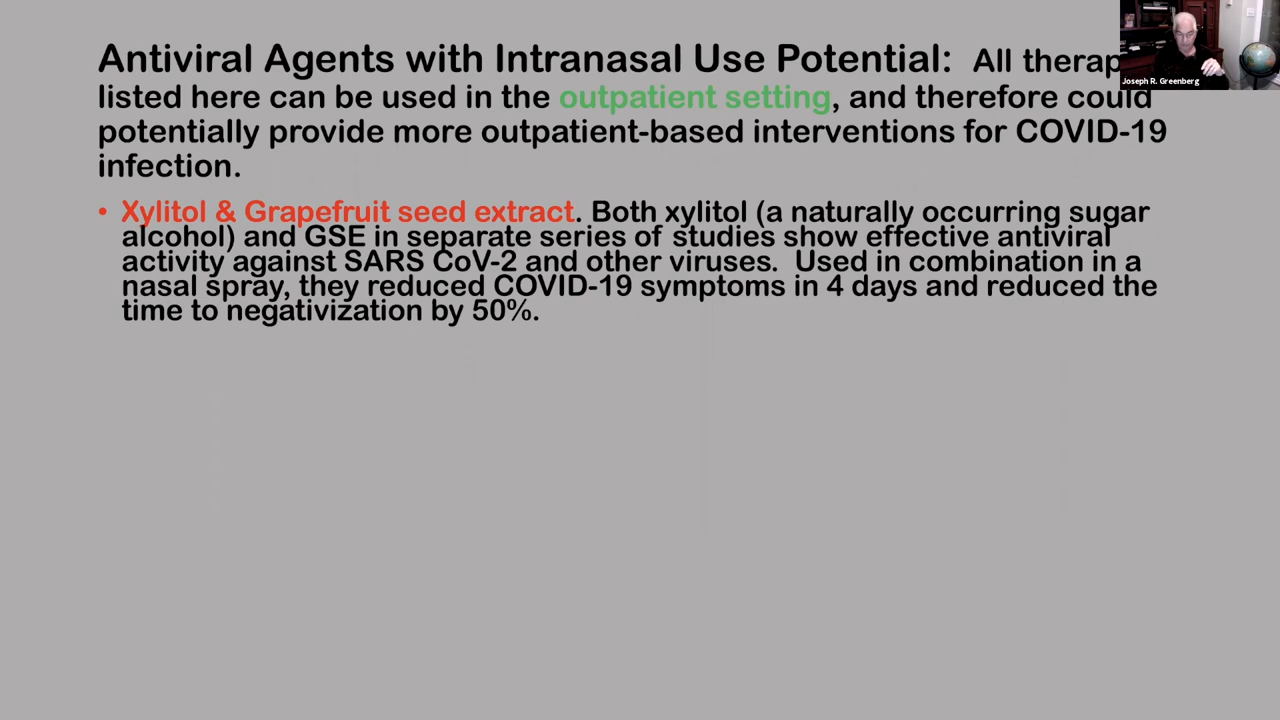 Antiviral Agents with Intranasal Use Potential: All therap
listed here can be used in the outpatient setting, and therefore could
potentially provide more outpatient-based interventions for COVID-19
infection.
• Xylitol & Grapefruit seed extract. Both xylitol (a naturally occurring sugar
alcohol) and GSE in separate series of studies show effective antiviral
activity against SARS CoV-2 and other viruses. Used in combination in a
nasal spray, they reduced COVID-19 symptoms in 4 days and reduced the
time to negativization by 50%.
Joseph R. Greenberg